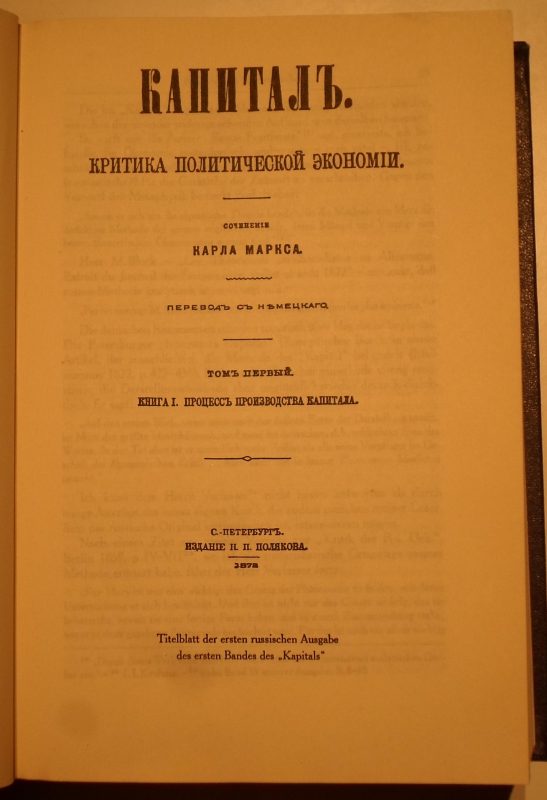 КАПИТАЛЪ.
КРИТИКА ПОЛИТИЧЕСКОЙ ЭКОНОМІИ.
СОЧИНЕНІЕ
КАРЛА МАРКСА.
ПЕРЕВОДЪ СЪ НѢМЕЦКАГО.
ТОМЪ ПЕРВЫЙ.
КНИГА I. ПРОЦЕССЪ ПРОИЗВОДСТВА КАПИТАЛА.
С.-ПЕТЕРБУРГЪ.
ИЗДАНІЕ Н. П. ПОЛЯКОВА.
1872
Titelblatt der ersten russischen Ausgabe
des ersten Bandes des „Kapitals“